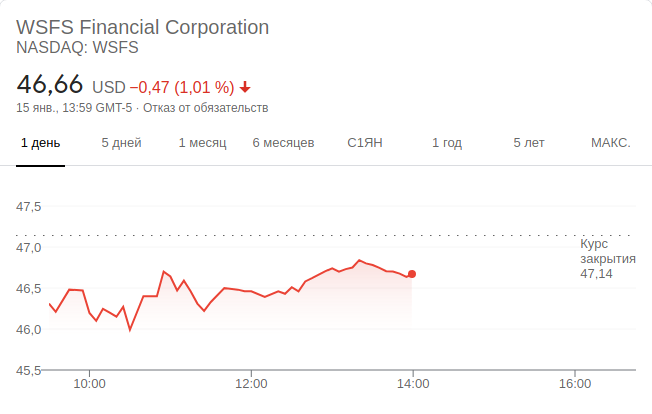 WSFS Financial Corporation
NASDAQ: WSFS
46,66 USD −0,47 (1,01 %)
15 янв., 13:59 GMT-5 · Отказ от обязательств
1 день 5 дней 1 месяц 6 месяцев С1ЯН 1 год 5 лет МАКС.
47,5
47,0
46,5
46,0
45,5
Курс
закрытия
47,14
10:00 12:00 14:00 16:00